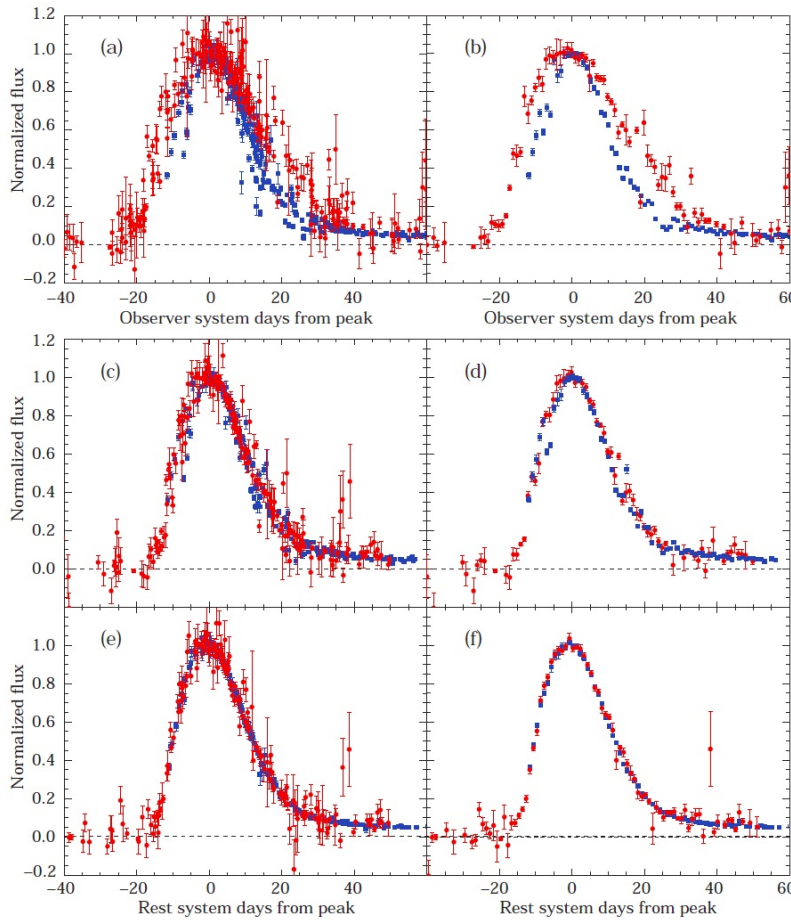 1.2
1.0
0.8
0.6
0.4
0.2
0.0
−0.2
Normalized flux
(a)
(b)
−40 −20 0 20 40 −20 0 20 40 60
Observer system days from peak
Observer system days from peak
1.2
1.0
0.8
0.6
0.4
0.2
0.0
Normalized flux
(c)
(d)
1.0
0.8
0.6
0.4
0.2
0.0
−0.2
Normalized flux
(e)
(f)
−40 −20 0 20 40 −20 0 20 40 60
Rest system days from peak
Rest system days from peak